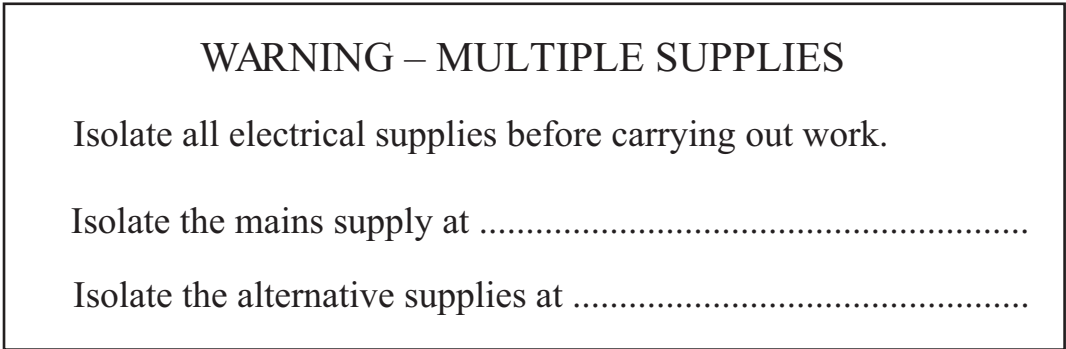 WARNING – MULTIPLE SUPPLIES
Isolate all electrical supplies before carrying out work.
Isolate the mains supply at ...........................................................
Isolate the alternative supplies at .................................................